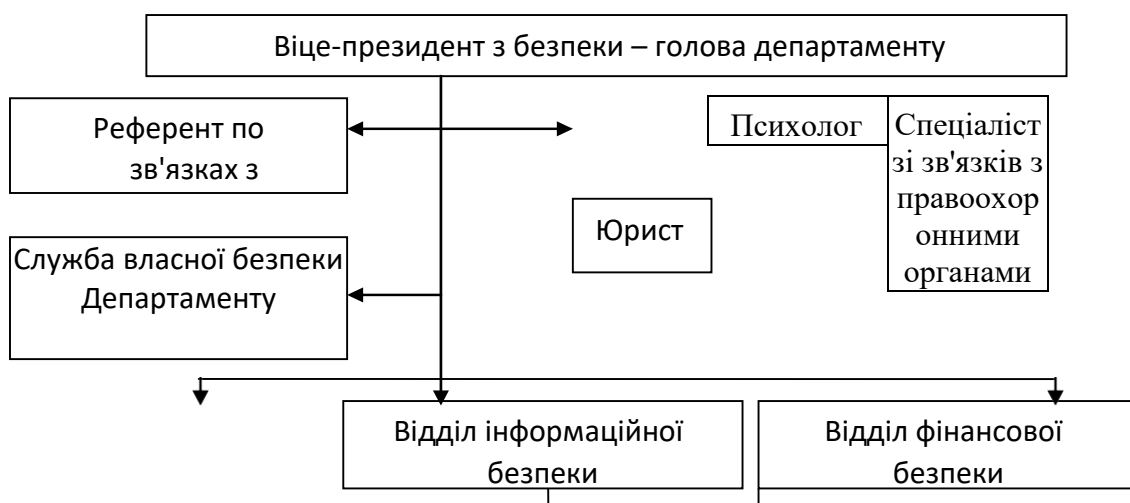 Віце-президент з безпеки – голова департаменту
Референт по
зв'язках з
Психолог
Спеціаліст
зі зв'язків з
правоохор
онними
органами
Юрист
Служба власної безпеки
Департаменту
Відділ інформаційної
безпеки
Відділ фінансової
безпеки